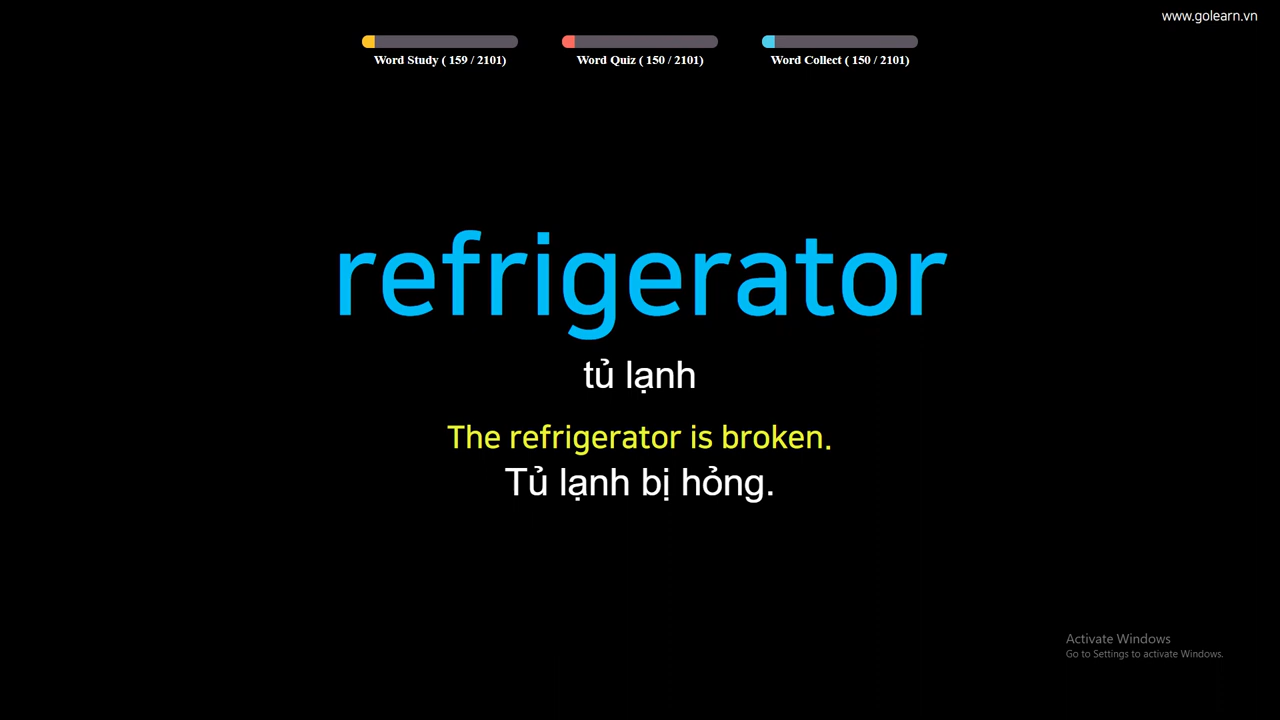 www.golearn.vn
Word Study ( 159 / 2101)
Word Quiz ( 150 / 2101)
Word Collect ( 150 / 2101)
refrigerator
tủ lạnh
The refrigerator is broken.
Tủ lạnh bị hỏng.
Activate Windows
Go to Settings to activate Windows.